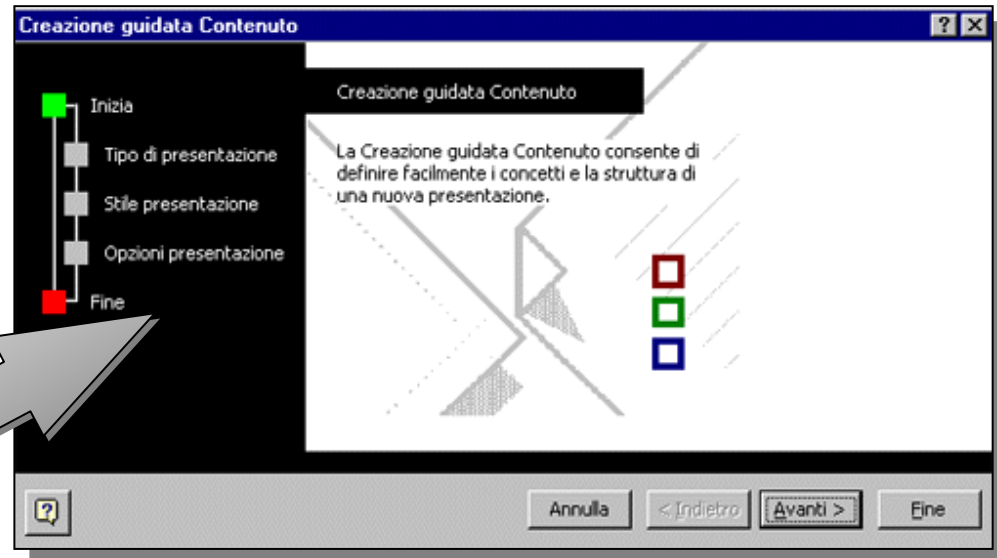 Creazione guidata Contenuto
Inizia
Tipo di presentazione
Stile presentazione
Opzioni presentazione
Fine
Creazione guidata Contenuto
La Creazione guidata Contenuto consente di
definire facilmente i concetti e la struttura di
una nuova presentazione.
Annulla
< Indietro
Avanti >
Fine